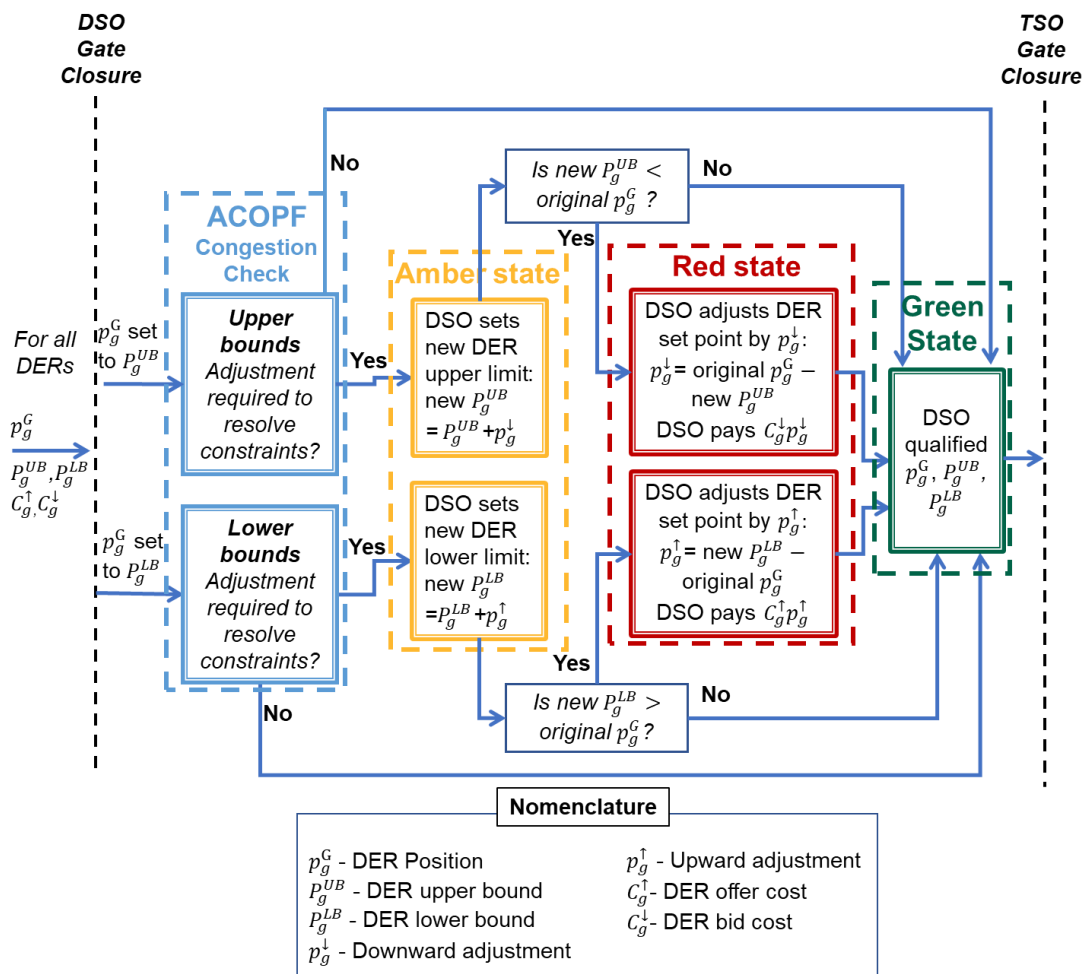 DSO
Gate
Closure
TSO
Gate
Closure
No
Is new $P_g^{UB}$ <
original $p_g^G$ ?
No
Yes
ACOPF
Congestion
Check
Amber state
Red state
Green
State
For all
DERs
$p_g^G$ set
to $P_g^{UB}$
Upper
bounds
Adjustment
required to
resolve
constraints?
Yes
DSO sets
new DER
upper limit:
new $P_g^{UB}$
= $P_g^{UB}$+$p_g^↓$
DSO adjusts DER
set point by $p_g^↓$:
$p_g^↓$= original $p_g^G$ –
new $P_g^{UB}$
DSO pays $C_g^↓p_g^↓$
DSO
qualified
$p_g^G$, $P_g^{UB}$,
$P_g^{LB}$
$p_g^G$
$P_g^{UB}$,$P_g^{LB}$
$C_g^↑$,$C_g^↓$
$p_g^G$ set
to $P_g^{LB}$
Lower
bounds
Adjustment
required to
resolve
constraints?
Yes
DSO sets
new DER
lower limit:
new $P_g^{LB}$
=$P_g^{LB}$+$p_g^↑$
DSO adjusts DER
set point by $p_g^↑$:
$p_g^↑$= new $P_g^{LB}$ –
original $p_g^G$
DSO pays $C_g^↑p_g^↑$
Yes
Is new $P_g^{LB}$ >
original $p_g^G$ ?
No
No
Nomenclature
$p_g^G$ - DER Position
$P_g^{UB}$ - DER upper bound
$P_g^{LB}$ - DER lower bound
$p_g^↓$ - Downward adjustment
$p_g^↑$ - Upward adjustment
$C_g^↑$- DER offer cost
$C_g^↓$- DER bid cost